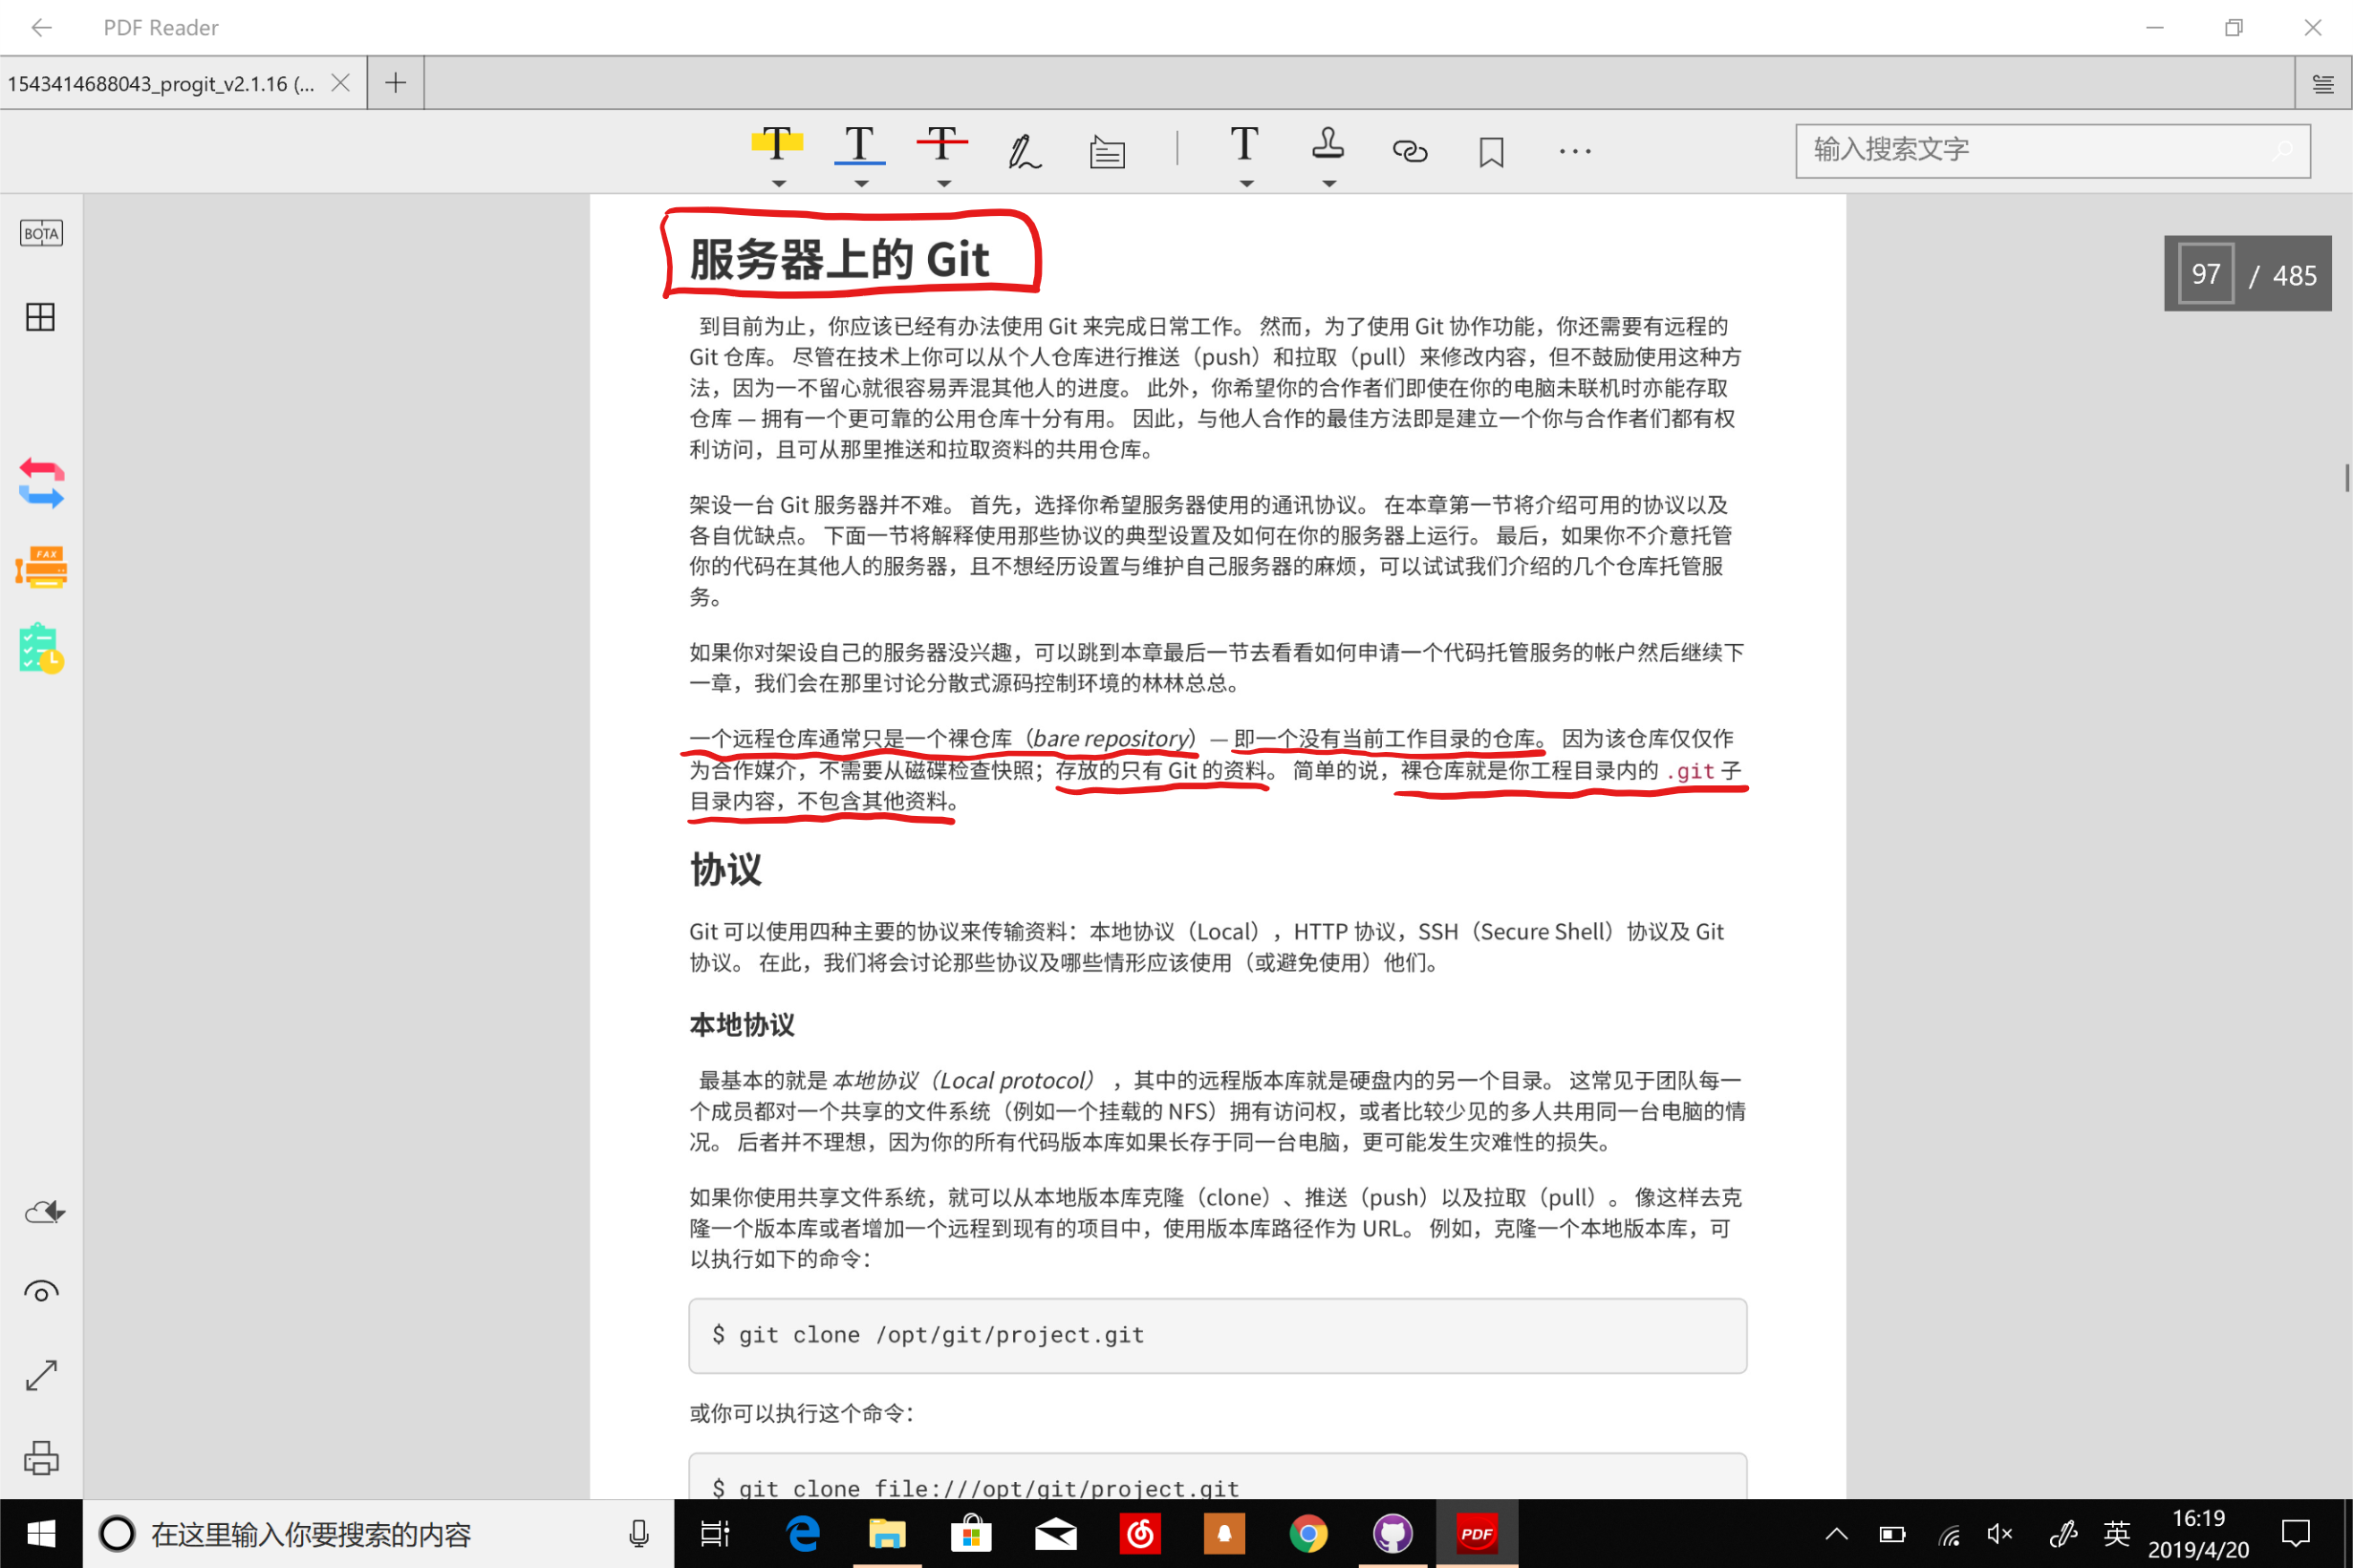 PDF Reader
1543414688043_progit_v2.1.16 (...
输入搜索文字
BOTA
FAX
97 / 485
服务器上的 Git
到目前为止，你应该已经有办法使用 Git 来完成日常工作。 然而，为了使用 Git 协作功能，你还需要有远程的
Git 仓库。 尽管在技术上你可以从个人仓库进行推送（push）和拉取（pull）来修改内容，但不鼓励使用这种方
法，因为一不留心就很容易弄混其他人的进度。 此外，你希望你的合作者们即使在你的电脑未联机时亦能存取
仓库 — 拥有一个更可靠的公用仓库十分有用。 因此，与他人合作的最佳方法即是建立一个你与合作者们都有权
利访问，且可从那里推送和拉取资料的共用仓库。
架设一台 Git 服务器并不难。 首先，选择你希望服务器使用的通讯协议。 在本章第一节将介绍可用的协议以及
各自优缺点。 下面一节将解释使用那些协议的典型设置及如何在你的服务器上运行。 最后，如果你不介意托管
你的代码在其他人的服务器，且不想经历设置与维护自己服务器的麻烦，可以试试我们介绍的几个仓库托管服
务。
如果你对架设自己的服务器没兴趣，可以跳到本章最后一节去看看如何申请一个代码托管服务的帐户然后继续下
一章，我们会在那里讨论分散式源码控制环境的林林总总。
一个远程仓库通常只是一个裸仓库（bare repository）— 即一个没有当前工作目录的仓库。 因为该仓库仅仅作
为合作媒介，不需要从磁碟检查快照；存放的只有 Git 的资料。 简单的说，裸仓库就是你工程目录内的 .git 子
目录内容，不包含其他资料。
协议
Git 可以使用四种主要的协议来传输资料：本地协议（Local），HTTP 协议，SSH（Secure Shell）协议及 Git
协议。 在此，我们将会讨论那些协议及哪些情形应该使用（或避免使用）他们。
本地协议
最基本的就是 本地协议（Local protocol） ，其中的远程版本库就是硬盘内的另一个目录。 这常见于团队每一
个成员都对一个共享的文件系统（例如一个挂载的 NFS）拥有访问权，或者比较少见的多人共用同一台电脑的情
况。 后者并不理想，因为你的所有代码版本库如果长存于同一台电脑，更可能发生灾难性的损失。
如果你使用共享文件系统，就可以从本地版本库克隆（clone）、推送（push）以及拉取（pull）。 像这样去克
隆一个版本库或者增加一个远程到现有的项目中，使用版本库路径作为 URL。 例如，克隆一个本地版本库，可
以执行如下的命令：
$ git clone /opt/git/project.git
或你可以执行这个命令：
$ git clone file:///opt/git/project.git
在这里输入你要搜索的内容
PDF
英
16:19
2019/4/20